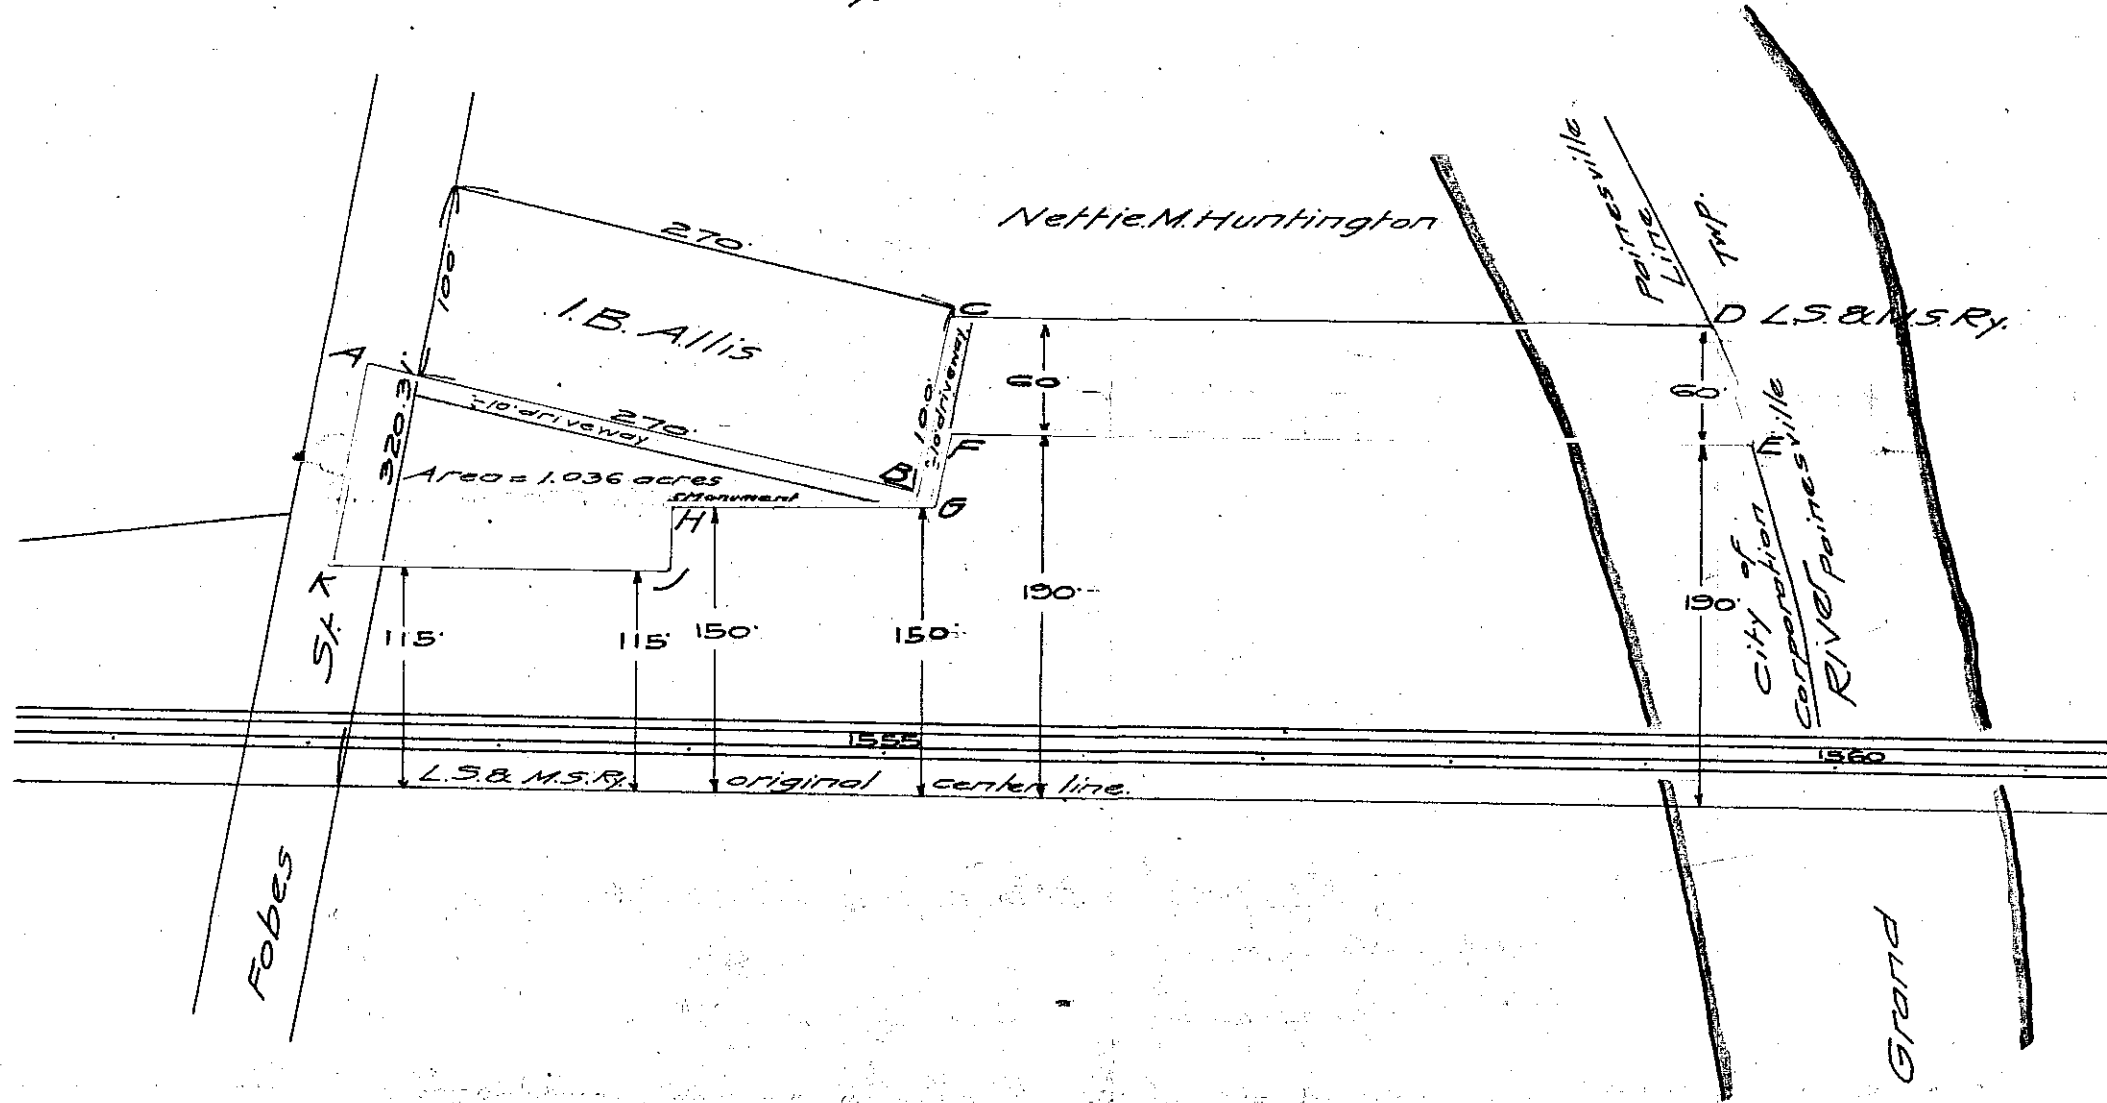 270'
100'
I.B. Allis
Nettie.M.Huntington
Painesville
Line
Twp.
C
D L.S.&M.S.Ry.
A
320.3'
10' driveway
270'
100'
10' driveway
60'
60'
B
F
E
Area = 1.036 acres
Monument
H
G
K
St.
115'
115'
150'
150'
190'
190'
City of
Corporation
River Painesville
1555
1560
L.S.& M.S.Ry. original center line.
Fobes
Grand